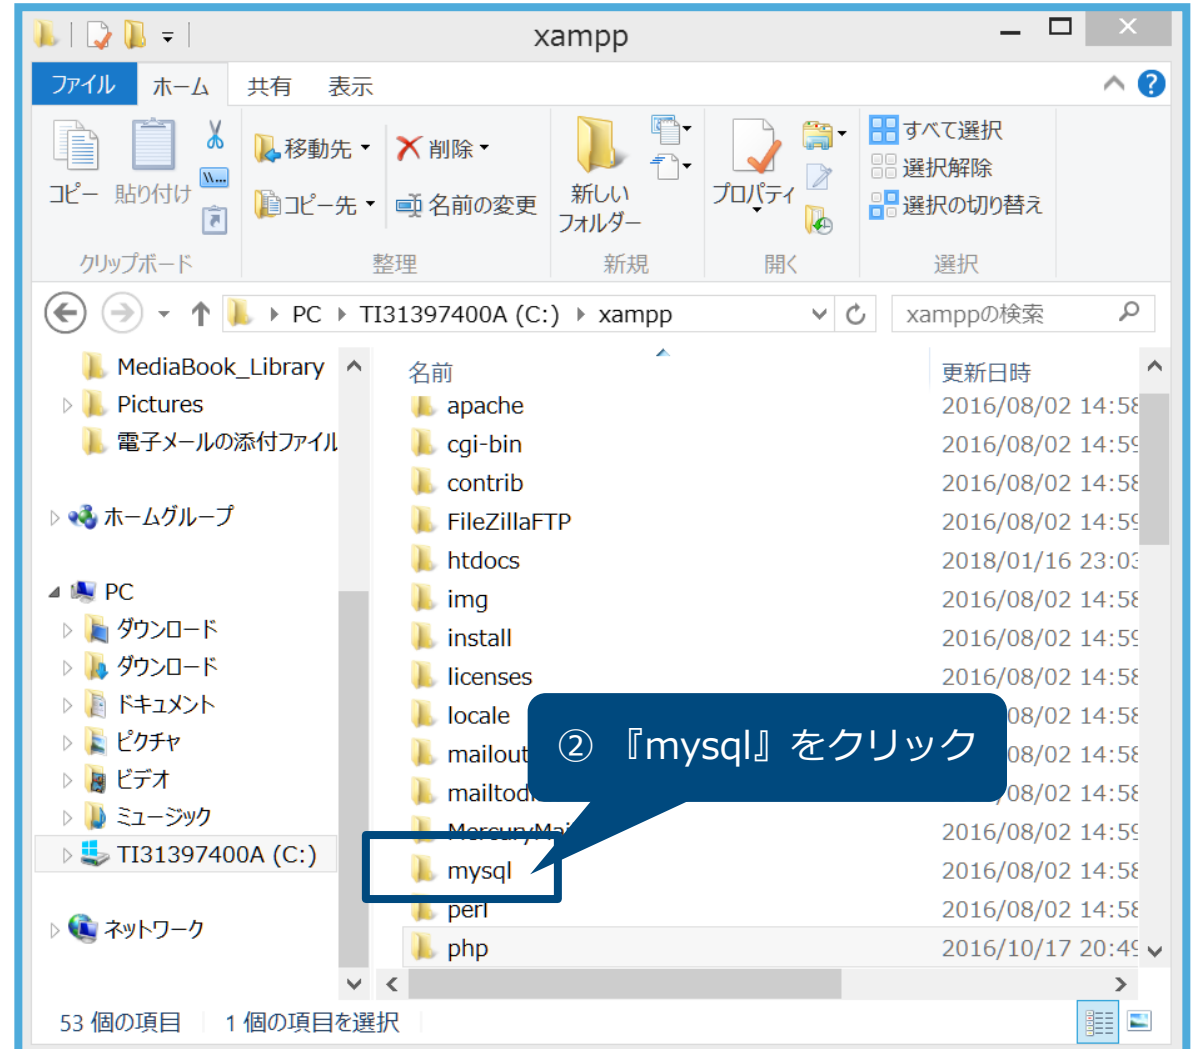 xampp
ファイル ホーム 共有 表示
コピー 貼り付け
移動先
コピー先
削除
名前の変更
新しい
フォルダー
プロパティ
すべて選択
選択解除
選択の切り替え
クリップボード 整理 新規 開く 選択
PC TI31397400A (C:) xampp
xamppの検索
MediaBook_Library
Pictures
電子メールの添付ファイル
ホームグループ
PC
ダウンロード
ダウンロード
ドキュメント
ピクチャ
ビデオ
ミュージック
TI31397400A (C:)
ネットワーク
名前 更新日時
apache 2016/08/02 14:58
cgi-bin 2016/08/02 14:59
contrib 2016/08/02 14:58
FileZillaFTP 2016/08/02 14:59
htdocs 2018/01/16 23:03
img 2016/08/02 14:58
install 2016/08/02 14:59
licenses 2016/08/02 14:58
locale 08/02 14:58
mailout 08/02 14:58
mailtod 08/02 14:58
MercuryMai 2016/08/02 14:59
mysql 2016/08/02 14:58
perl 2016/08/02 14:58
php 2016/10/17 20:49
② 『mysql』をクリック
53 個の項目 1 個の項目を選択